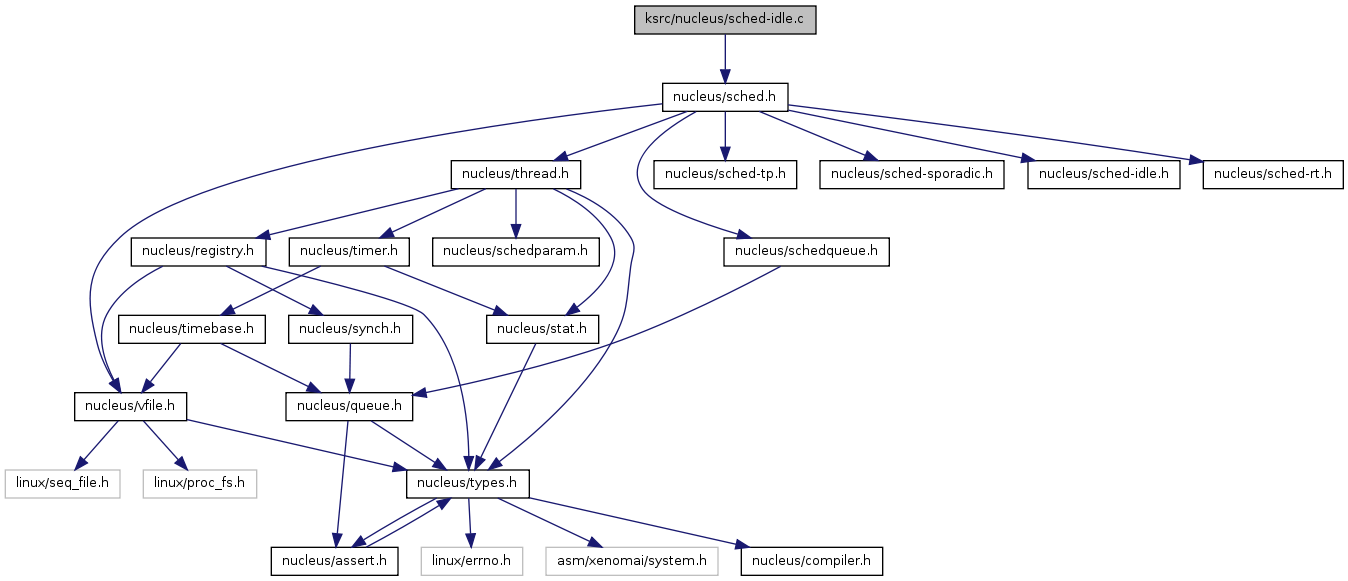 ksrc/nucleus/sched-idle.c
nucleus/sched.h
nucleus/thread.h
nucleus/sched-tp.h
nucleus/sched-sporadic.h
nucleus/sched-idle.h
nucleus/sched-rt.h
nucleus/registry.h
nucleus/timer.h
nucleus/schedparam.h
nucleus/schedqueue.h
nucleus/timebase.h
nucleus/synch.h
nucleus/stat.h
nucleus/vfile.h
nucleus/queue.h
linux/seq_file.h
linux/proc_fs.h
nucleus/types.h
nucleus/assert.h
linux/errno.h
asm/xenomai/system.h
nucleus/compiler.h